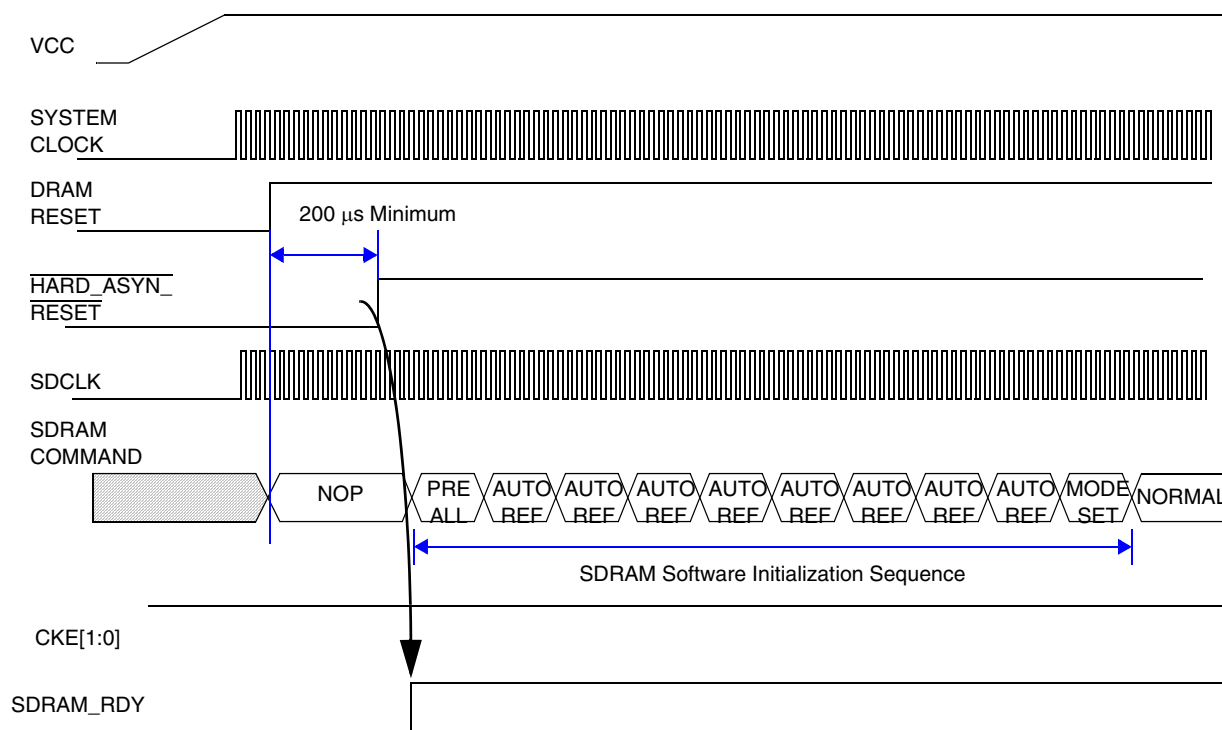 VCC
SYSTEM
CLOCK
DRAM
RESET
200 μs Minimum
HARD_ASYN_
RESET
SDCLK
SDRAM
COMMAND
NOP
PRE
ALL
AUTO
REF
AUTO
REF
AUTO
REF
AUTO
REF
AUTO
REF
AUTO
REF
AUTO
REF
AUTO
REF
MODE
SET
NORMAL
SDRAM Software Initialization Sequence
CKE[1:0]
SDRAM_RDY